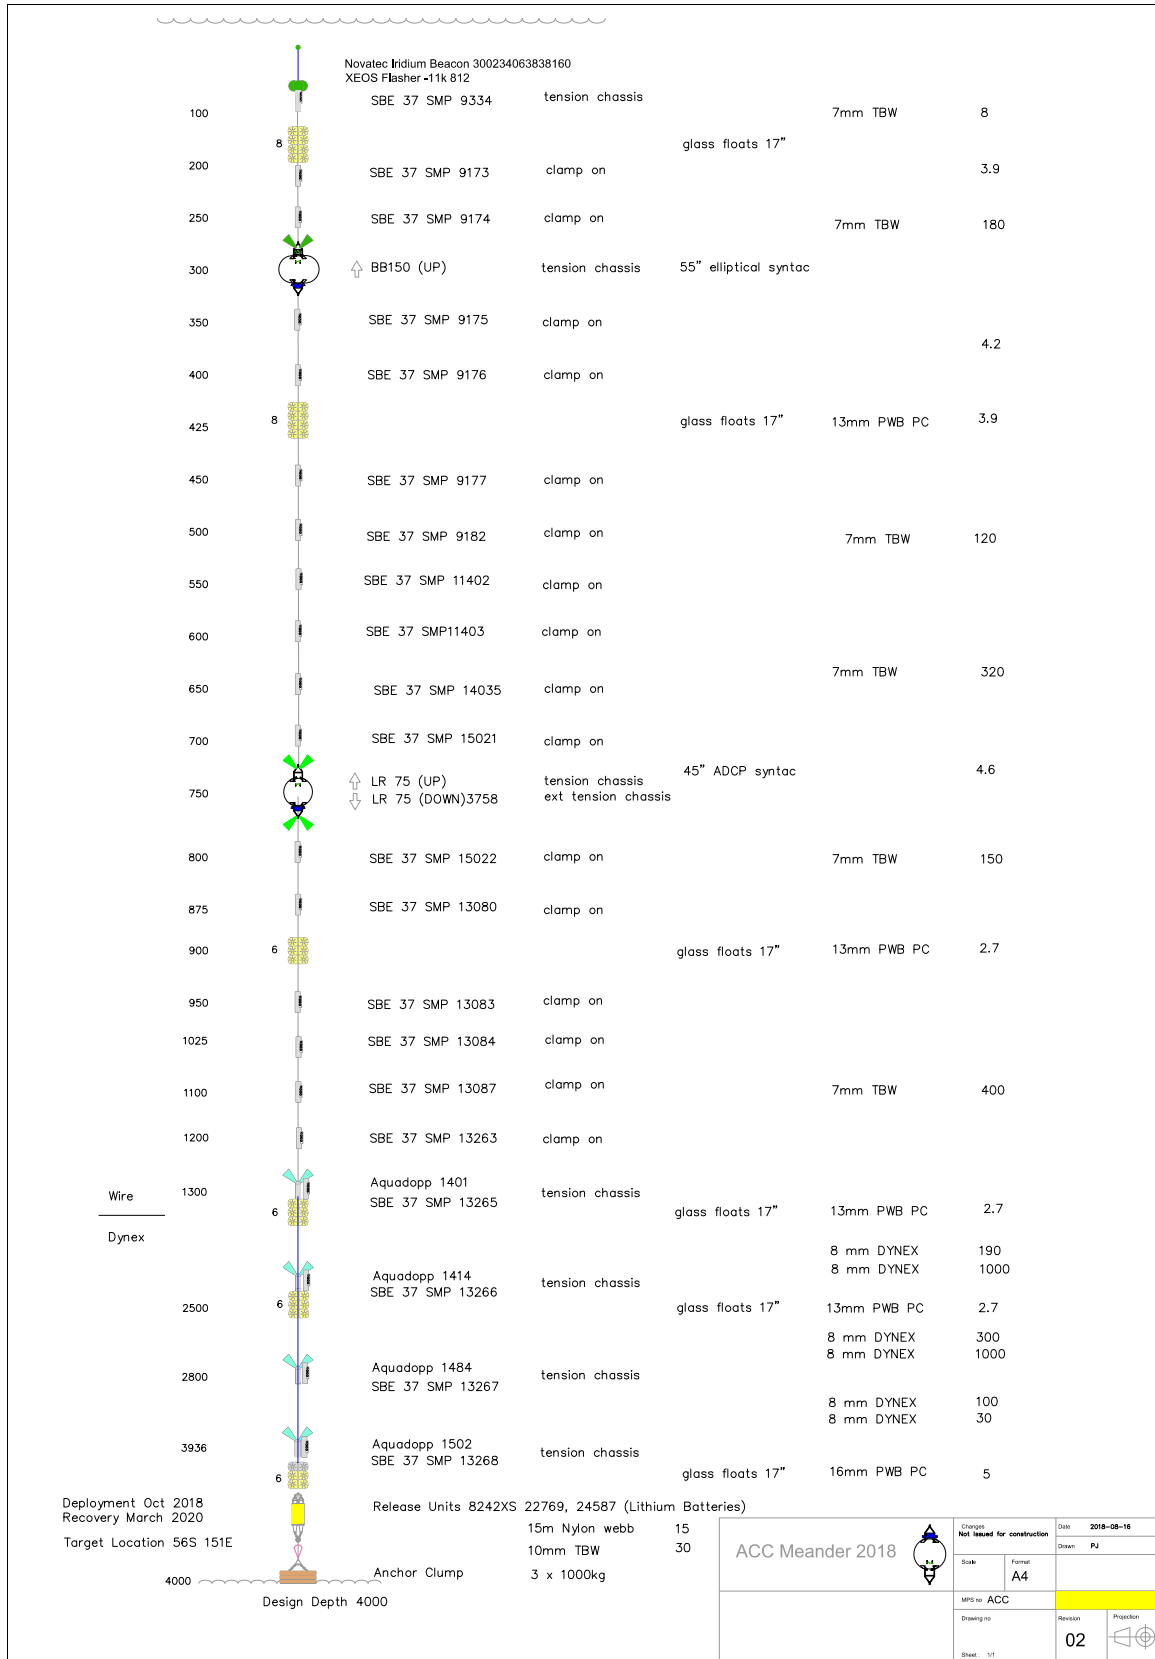 Novatec Iridium Beacon 300234063838160
XEOS Flasher -11k 812
SBE 37 SMP 9334 tension chassis
100 7mm TBW 8
8 glass floats 17"
200 SBE 37 SMP 9173 clamp on 3.9
250 SBE 37 SMP 9174 clamp on 7mm TBW 180
300 BB150 (UP) tension chassis 55" elliptical syntac
350 SBE 37 SMP 9175 clamp on
4.2
400 SBE 37 SMP 9176 clamp on
8 425 glass floats 17" 13mm PWB PC 3.9
450 SBE 37 SMP 9177 clamp on
500 SBE 37 SMP 9182 clamp on 7mm TBW 120
550 SBE 37 SMP 11402 clamp on
600 SBE 37 SMP11403 clamp on
7mm TBW 320
650 SBE 37 SMP 14035 clamp on
700 SBE 37 SMP 15021 clamp on
45" ADCP syntac 4.6
LR 75 (UP) tension chassis
750 LR 75 (DOWN)3758 ext tension chassis
800 SBE 37 SMP 15022 clamp on 7mm TBW 150
875 SBE 37 SMP 13080 clamp on
900 6 glass floats 17" 13mm PWB PC 2.7
950 SBE 37 SMP 13083 clamp on
1025 SBE 37 SMP 13084 clamp on
1100 SBE 37 SMP 13087 clamp on 7mm TBW 400
1200 SBE 37 SMP 13263 clamp on
Aquadopp 1401
Wire 1300 SBE 37 SMP 13265 tension chassis
6 glass floats 17" 13mm PWB PC 2.7
Dynex
8 mm DYNEX 190
8 mm DYNEX 1000
Aquadopp 1414
SBE 37 SMP 13266 tension chassis
2500 6 glass floats 17" 13mm PWB PC 2.7
8 mm DYNEX 300
8 mm DYNEX 1000
Aquadopp 1484
2800 SBE 37 SMP 13267 tension chassis
8 mm DYNEX 100
8 mm DYNEX 30
Aquadopp 1502
3936 SBE 37 SMP 13268 tension chassis
6 glass floats 17" 16mm PWB PC 5
Deployment Oct 2018
Recovery March 2020
Target Location 56S 151E
Release Units 8242XS 22769, 24587 (Lithium Batteries)
15m Nylon webb 15
10mm TBW 30
Anchor Clump 3 x 1000kg
4000
Design Depth 4000
ACC Meander 2018
Changes
Not issued for construction
Date 2018-08-16
Drawn PJ
Scale
Format
A4
MPS no ACC
Drawing no
Revision
02
Projection
Sheet: 1/1